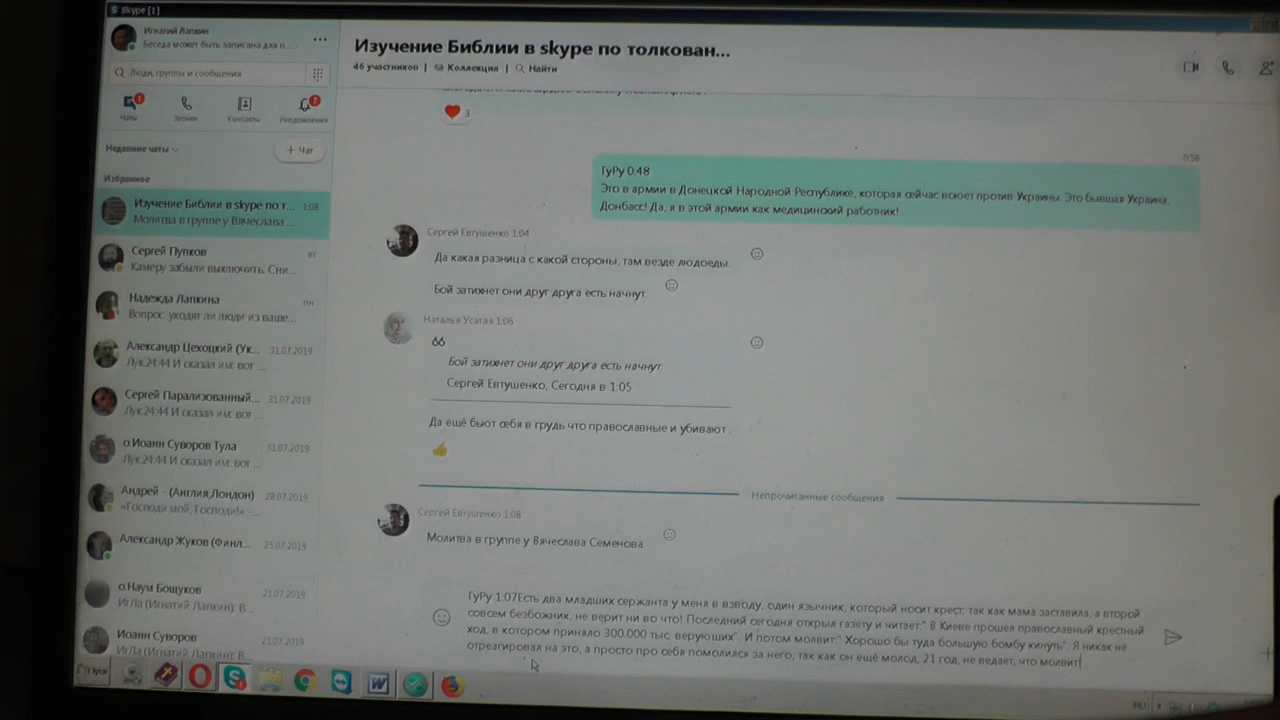 Skype [1]
Игнатий Лапкин
Беседа может быть записана для п...
Люди, группы и сообщения
Чаты
Звонок
Контакты
Уведомления
Недавние чаты
+ Чат
Избранное
Изучение Библии в skype по т... 1:08
Молитва в группе у Вячеслава ...
Сергей Пупков вт
Камеру забыли выключить. Сни...
Надежда Лапкина пн
Вопрос: уходят ли люди из ваше...
Александр Цехоцкий (Ук... 31.07.2019
Лук.24:44 И сказал им: вот ...
Сергей Парализованный... 31.07.2019
Лук.24:44 И сказал им: вот ...
о.Иоанн Суворов Тула 31.07.2019
Лук.24:44 И сказал им: вот ...
Андрей - (Англия,Лондон) 28.07.2019
«Господи мой, Господи!» -...
Александр Жуков (Финл... 25.07.2019
о.Наум Бощуков 21.07.2019
ИгЛа (Игнатий Лапкин): В...
Иоанн Суворов 21.07.2019
ИгЛа (Игнатий Лапкин): В...
Изучение Библии в skype по толкован...
46 участников | Коллекция | Найти
3
0:58
ГуРу 0:48
Это в армии в Донецкой Народной Республике, которая сейчас воюет против Украины. Это бывшая Украина,
Донбасс! Да, я в этой армии как медицинский работник!
Сергей Евтушенко 1:04
Да какая разница с какой стороны, там везде людоеды.
Бой затихнет они друг друга есть начнут.
Наталья Усатая 1:06
Бой затихнет они друг друга есть начнут.
Сергей Евтушенко, Сегодня в 1:05
Да ещё бьют себя в грудь что православные и убивают .
Непрочитанные сообщения
Сергей Евтушенко 1:08
Молитва в группе у Вячеслава Семенова
ГуРу 1:07Есть два младших сержанта у меня в взводу, один язычник, который носит крест, так как мама заставила, а второй
совсем безбожник, не верит ни во что! Последний сегодня открыл газету и читает:" В Киеве прошел православный крестный
ход, в котором приняло 300.000 тыс. верующих". И потом молвит:" Хорошо бы туда большую бомбу кинуть". Я никак не
отреагировал на это, а просто про себя помолился за него, так как он ещё молод, 21 год, не ведает, что молвит
Пуск
RU